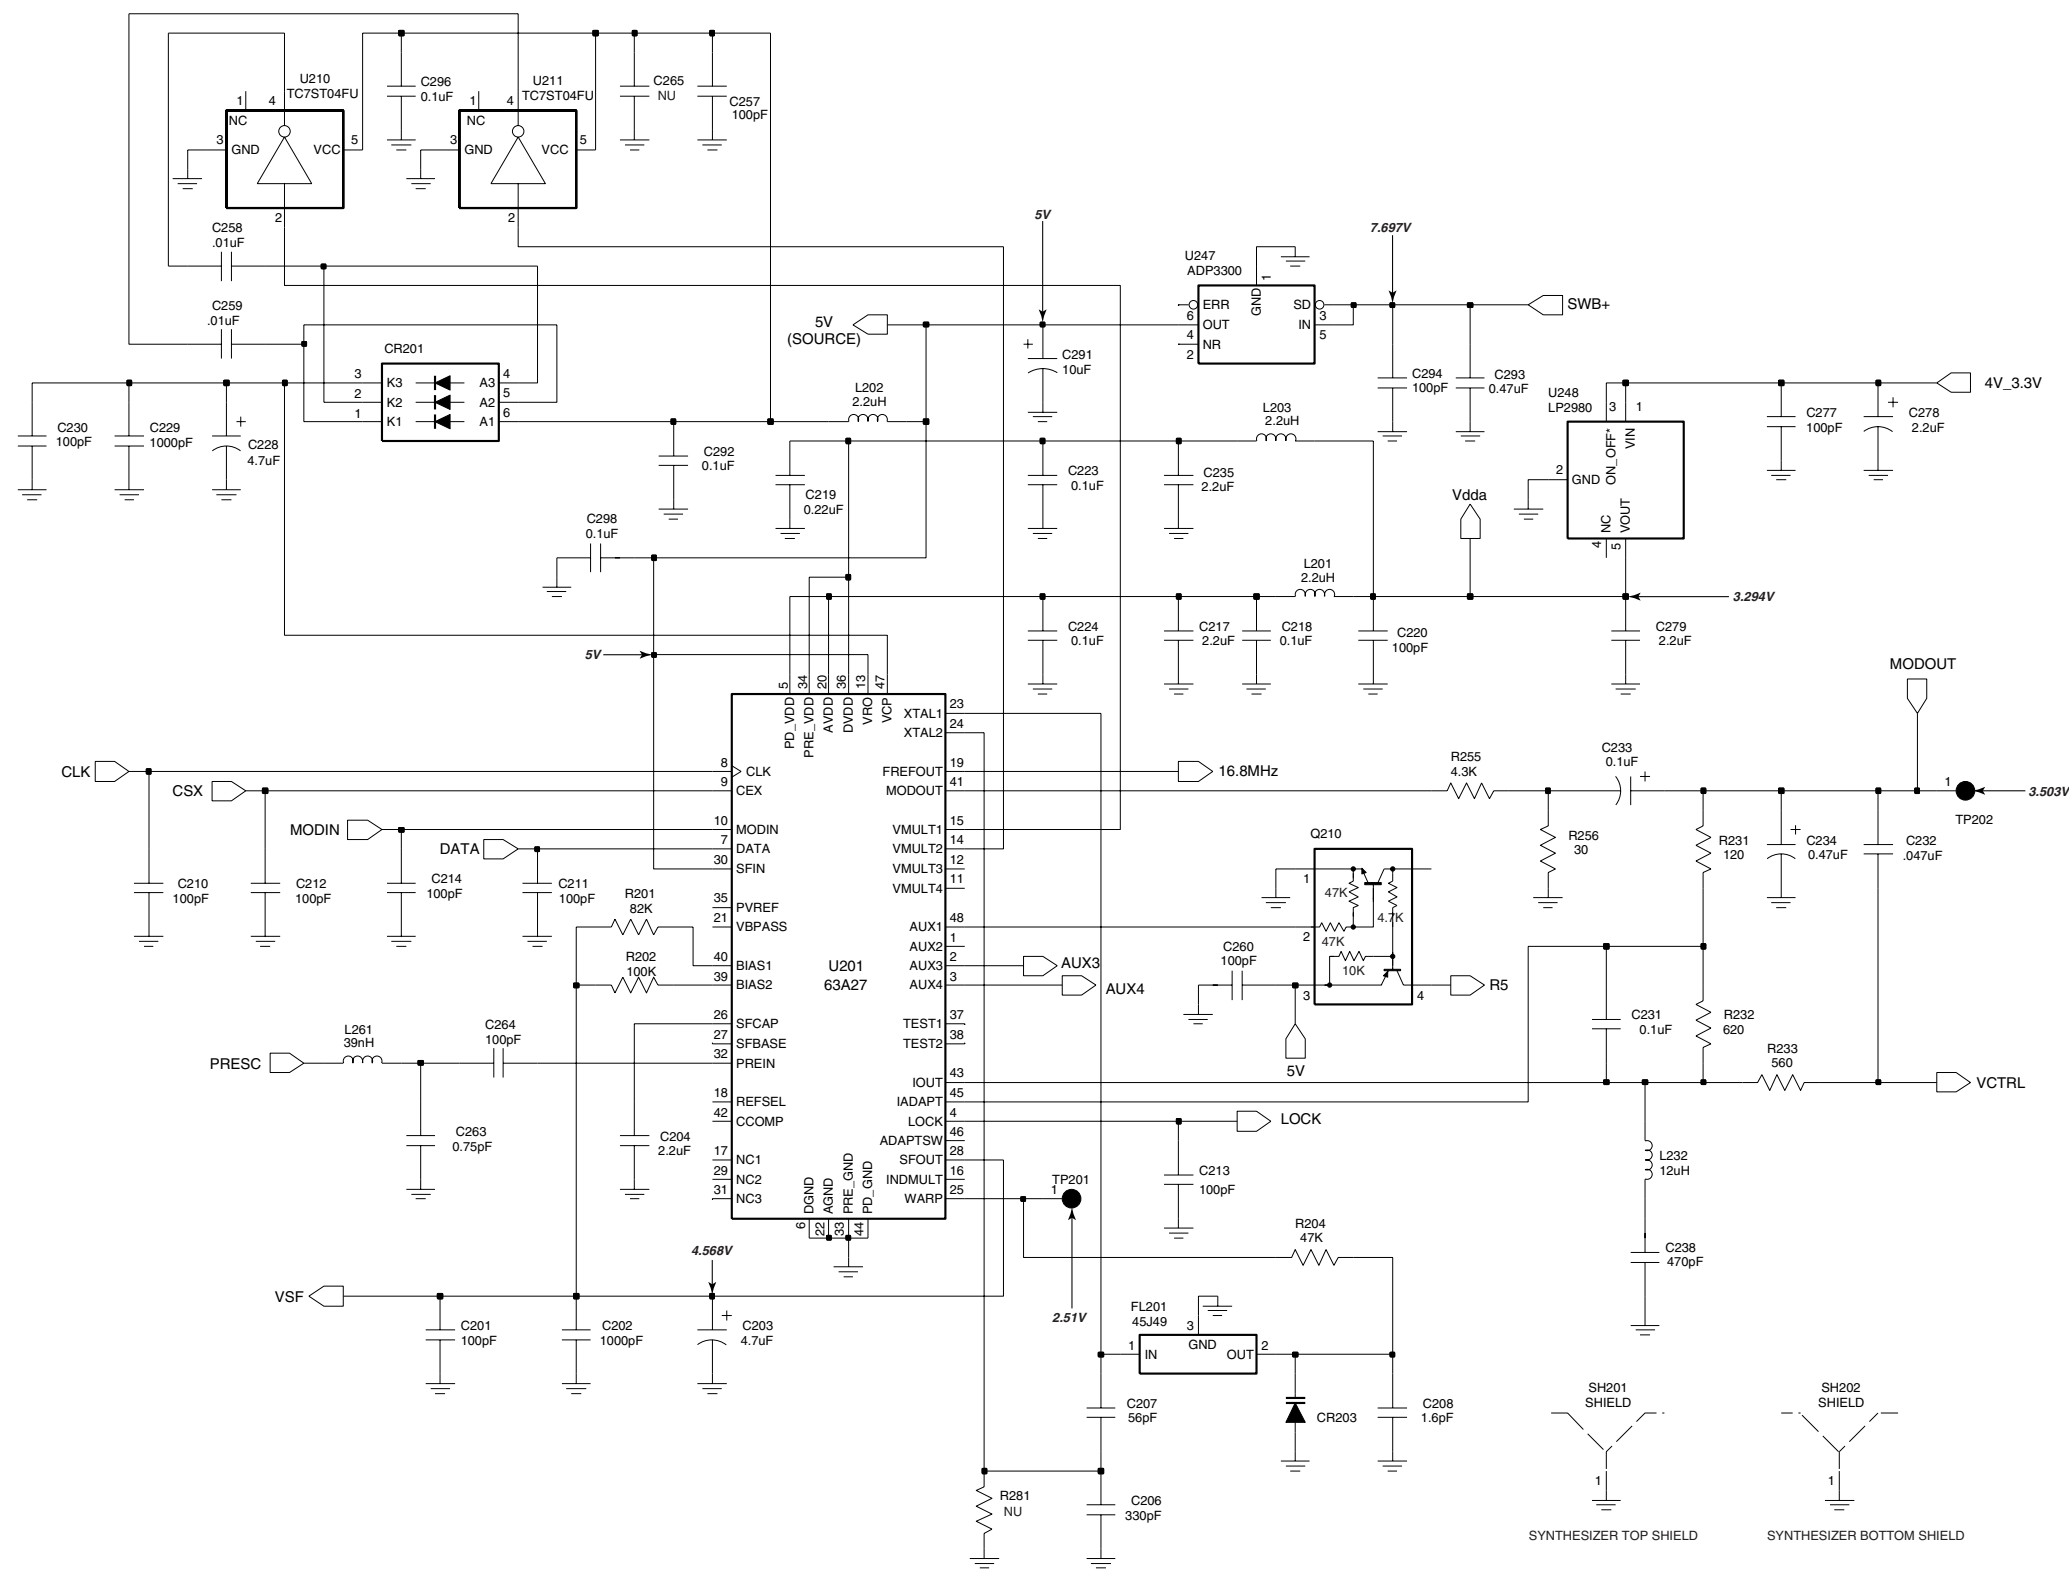 U210
TC7ST04FU
1
4
NC
3
GND
VCC
5
2
C296
0.1uF
U211
TC7ST04FU
1
4
NC
3
GND
VCC
5
2
C265
NU
C257
100pF
C258
.01uF
C259
.01uF
CR201
3
K3
A3
4
2
K2
A2
5
1
K1
A1
6
C230
100pF
C229
1000pF
+
C228
4.7uF
5V
(SOURCE)
5V
+
C291
10uF
L202
2.2uH
C292
0.1uF
C219
0.22uF
C298
0.1uF
U247
ADP3300
1
GND
ERR
SD
6
OUT
3
IN
4
NR
5
2
7.697V
SWB+
C294
100pF
C293
0.47uF
L203
2.2uH
C223
0.1uF
C235
2.2uF
U248
LP2980
3
1
ON_OFF*
VIN
2
GND
NC
VOUT
4
5
4V_3.3V
C277
100pF
+
C278
2.2uF
Vdda
L201
2.2uH
3.294V
C224
0.1uF
C217
2.2uF
C218
0.1uF
C220
100pF
C279
2.2uF
5V
5
34
20
36
13
47
PD_VDD
PRE_VDD
AVDD
DVDD
VRO
VCP
U201
63A27
8
CLK
9
CEX
10
MODIN
7
DATA
30
SFIN
35
PVREF
21
VBPASS
40
BIAS1
39
BIAS2
26
SFCAP
27
SFBASE
32
PREIN
18
REFSEL
42
CCOMP
17
NC1
29
NC2
31
NC3
XTAL1
23
XTAL2
24
FREFOUT
19
MODOUT
41
VMULT1
15
VMULT2
14
VMULT3
12
VMULT4
11
AUX1
48
AUX2
1
AUX3
2
AUX4
3
TEST1
37
TEST2
38
IOUT
43
IADAPT
45
LOCK
4
ADAPTSW
46
SFOUT
28
INDMULT
16
WARP
25
DGND
AGND
PRE_GND
PD_GND
6
22
33
44
CLK
CSX
MODIN
DATA
C210
100pF
C212
100pF
C214
100pF
C211
100pF
R201
82K
R202
100K
PRESC
L261
39nH
C264
100pF
C263
0.75pF
C204
2.2uF
VSF
4.568V
C201
100pF
C202
1000pF
+
C203
4.7uF
16.8MHz
AUX3
AUX4
Q210
1
47K
4.7K
2
47K
10K
3
4
C260
100pF
5V
R5
R255
4.3K
C233
0.1uF
+
R256
30
MODOUT
1
TP202
3.503V
R231
120
+
C234
0.47uF
C232
.047uF
C231
0.1uF
R232
620
R233
560
VCTRL
L232
12uH
C238
470pF
LOCK
C213
100pF
TP201
1
2.51V
R204
47K
FL201
45J49
3
GND
1
IN
OUT
2
C207
56pF
CR203
C208
1.6pF
R281
NU
C206
330pF
SH201
SHIELD
1
SYNTHESIZER TOP SHIELD
SH202
SHIELD
1
SYNTHESIZER BOTTOM SHIELD